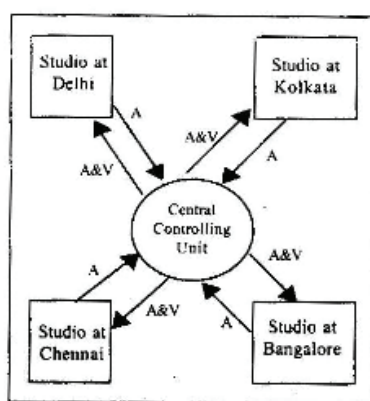 Studio at
Delhi
Studio at
Kolkata
A
A&V
A&V
A
Central
Controlling
Unit
A
A&V
A&V
A
Studio at
Chennai
Studio at
Bangalore